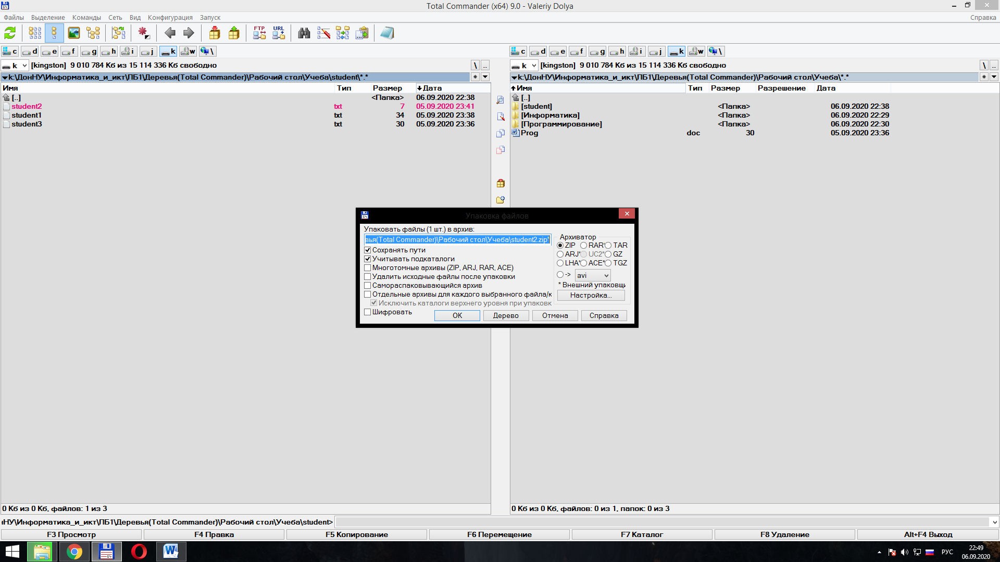 Total Commander (x64) 9.0 - Valeriy Dolya
Файлы Выделение Команды Сеть Вид Конфигурация Запуск Справка
FTP URL
c d e f g h i j k w \ c d e f g h i j k w \
k [kingston] 9 010 784 Кб из 15 114 336 Кб свободно \ .. k [kingston] 9 010 784 Кб из 15 114 336 Кб свободно \ ..
k:\ДонНУ\Информатика_и_икт\ПБ1\Деревья(Total Commander)\Рабочий стол\Учеба\student\*.* * k:\ДонНУ\Информатика_и_икт\ПБ1\Деревья(Total Commander)\Рабочий стол\Учеба\*.* *
Имя Тип Размер Дата Имя Тип Размер Разрешение Дата
[..] <Папка> 06.09.2020 22:38 [..]
student2 txt 7 05.09.2020 23:41 [student] <Папка> 06.09.2020 22:38
student1 txt 34 05.09.2020 23:38 [Информатика] <Папка> 06.09.2020 22:29
student3 txt 30 05.09.2020 23:36 [Программирование] <Папка> 06.09.2020 22:30
Prog doc 30 05.09.2020 23:36
Упаковка файлов
Упаковать файлы (1 шт.) в архив:
вья(Total Commander)\Рабочий стол\Учеба\student2.zip"
Сохранять пути
Учитывать подкаталоги
Многотомные архивы (ZIP, ARJ, RAR, ACE)
Удалить исходные файлы после упаковки
Самораспаковывающийся архив
Отдельные архивы для каждого выбранного файла/к
Исключить каталоги верхнего уровня при упаковк
Шифровать
Архиватор
ZIP RAR* TAR
ARJ* UC2* GZ
LHA* ACE* TGZ
-> avi
* Внешний упаковщи
Настройка...
OK Дерево Отмена Справка
0 Кб из 0 Кб, файлов: 1 из 3 0 Кб из 0 Кб, файлов: 0 из 1, папок: 0 из 3
НУ\Информатика_и_икт\ПБ1\Деревья(Total Commander)\Рабочий стол\Учеба\student>
F3 Просмотр F4 Правка F5 Копирование F6 Перемещение F7 Каталог F8 Удаление Alt+F4 Выход
РУС 22:49
06.09.2020